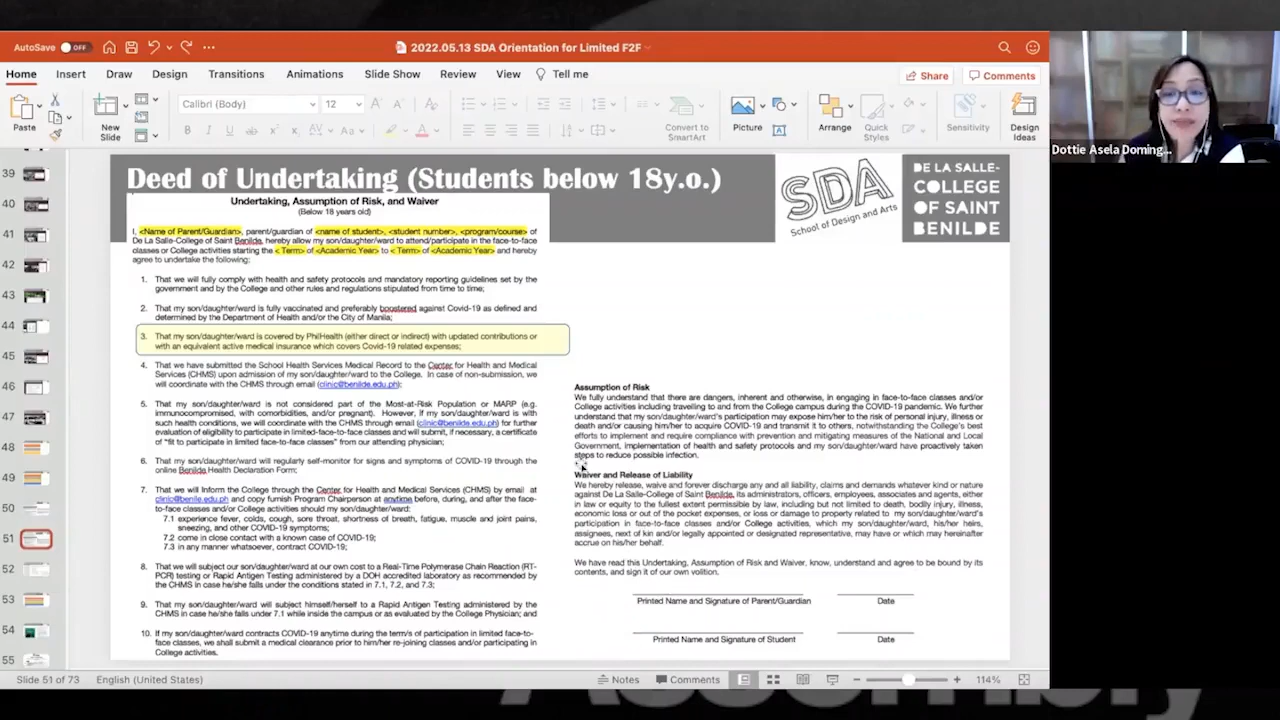 AutoSave OFF
2022.05.13 SDA Orientation for Limited F2F
Home Insert Draw Design Transitions Animations Slide Show Review View Tell me
Share Comments
Paste
New
Slide
Calibri (Body) 12
Convert to
SmartArt
Picture
Arrange
Quick
Styles
Sensitivity
Design
Ideas
Dottie Asela Doming...
39
40
41
42
43
44
45
46
47
48
49
50
51
52
53
54
55
Deed of Undertaking (Students below 18y.o.)
SDA
School of Design and Arts
DE LA SALLE-
COLLEGE
OF SAINT
BENILDE
Undertaking, Assumption of Risk, and Waiver
(Below 18 years old)
I, <Name of Parent/Guardian>, parent/guardian of <name of student>, <student number>, <program/course> of
De La Salle-College of Saint Benilde, hereby allow my son/daughter/ward to attend/participate in the face-to-face
classes or College activities starting the < Term> of <Academic Year> to < Term> of <Academic Year> and hereby
agree to undertake the following:
1. That we will fully comply with health and safety protocols and mandatory reporting guidelines set by the
government and by the College and other rules and regulations stipulated from time to time;
2. That my son/daughter/ward is fully vaccinated and preferably boostered against Covid-19 as defined and
determined by the Department of Health and/or the City of Manila;
3. That my son/daughter/ward is covered by PhilHealth (either direct or indirect) with updated contributions or
with an equivalent active medical insurance which covers Covid-19 related expenses;
4. That we have submitted the School Health Services Medical Record to the Center for Health and Medical
Services (CHMS) upon admission of my son/daughter/ward to the College. In case of non-submission, we
will coordinate with the CHMS through email (clinic@benilde.edu.ph);
5. That my son/daughter/ward is not considered part of the Most-at-Risk Population or MARP (e.g.
immunocompromised, with comorbidities, and/or pregnant). However, if my son/daughter/ward is with
such health conditions, we will coordinate with the CHMS through email (clinic@benilde.edu.ph) for further
evaluation of eligibility to participate in limited-face-to-face classes and will submit, if necessary, a certificate
of "fit to participate in limited face-to-face classes" from our attending physician;
6. That my son/daughter/ward will regularly self-monitor for signs and symptoms of COVID-19 through the
online Benilde Health Declaration Form;
7. That we will inform the College through the Center for Health and Medical Services (CHMS) by email at
clinic@benile.edu.ph and copy furnish Program Chairperson at anytime before, during, and after the face-
to-face classes and/or College Activities should my son/daughter/ward:
7.1 experience fever, colds, cough, sore throat, shortness of breath, fatigue, muscle and joint pains,
sneezing, and other COVID-19 symptoms;
7.2 come in close contact with a known case of COVID-19;
7.3 in any manner whatsoever, contract COVID-19;
8. That we will subject our son/daughter/ward at our own cost to a Real-Time Polymerase Chain Reaction (RT-
PCR) testing or Rapid Antigen Testing administered by a DOH accredited laboratory as recommended by
the CHMS in case he/she falls under the conditions stated in 7.1, 7.2, and 7.3;
9. That my son/daughter/ward will subject himself/herself to a Rapid Antigen Testing administered by the
CHMS in case he/she falls under 7.1 while inside the campus or as evaluated by the College Physician; and
10. If my son/daughter/ward contracts COVID-19 anytime during the term/s of participation in limited face-to-
face classes, we shall submit a medical clearance prior to him/her re-joining classes and/or participating in
College activities.
Assumption of Risk
We fully understand that there are dangers, inherent and otherwise, in engaging in face-to-face classes and/or
College activities including travelling to and from the College campus during the COVID-19 pandemic. We further
understand that my son/daughter/ward's participation may expose him/her to the risk of personal injury, illness or
death and/or causing him/her to acquire COVID-19 and transmit it to others, notwithstanding the College's best
efforts to implement and require compliance with prevention and mitigating measures of the National and Local
Government, implementation of health and safety protocols and my son/daughter/ward have proactively taken
steps to reduce possible infection.
Waiver and Release of Liability
We hereby release, waive and forever discharge any and all liability, claims and demands whatever kind or nature
against De La Salle-College of Saint Benilde, its administrators, officers, employees, associates and agents, either
in law or equity to the fullest extent permissible by law, including but not limited to death, bodily injury, illness,
economic loss or out of the pocket expenses, or loss or damage to property related to my son/daughter/ward's
participation in face-to-face classes and/or College activities, which my son/daughter/ward, his/her heirs,
assignees, next of kin and/or legally appointed or designated representative, may have or which may hereinafter
accrue on his/her behalf.
We have read this Undertaking, Assumption of Risk and Waiver, know, understand and agree to be bound by its
contents, and sign it of our own volition.
Printed Name and Signature of Parent/Guardian Date
Printed Name and Signature of Student Date
Slide 51 of 73 English (United States) Notes Comments 114%
Assembly